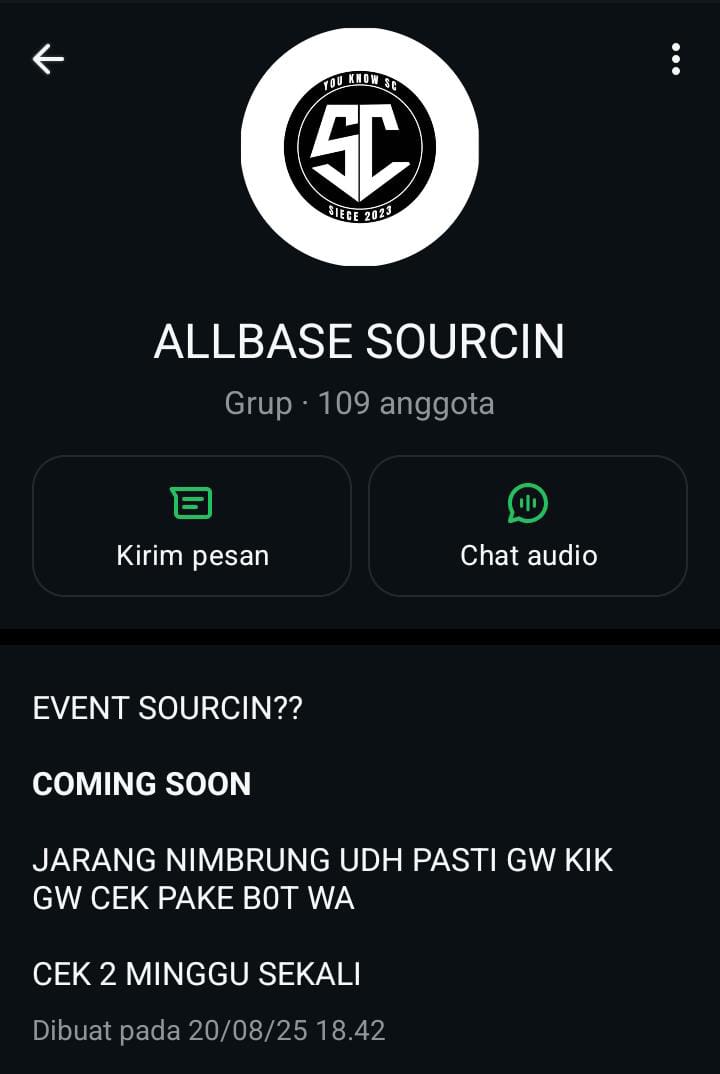 YOU KNOW SC
SC
SIECE 2023
ALLBASE SOURCIN
Grup · 109 anggota
Kirim pesan
Chat audio
EVENT SOURCIN??
COMING SOON
JARANG NIMBRUNG UDH PASTI GW KIK
GW CEK PAKE B0T WA
CEK 2 MINGGU SEKALI
Dibuat pada 20/08/25 18.42